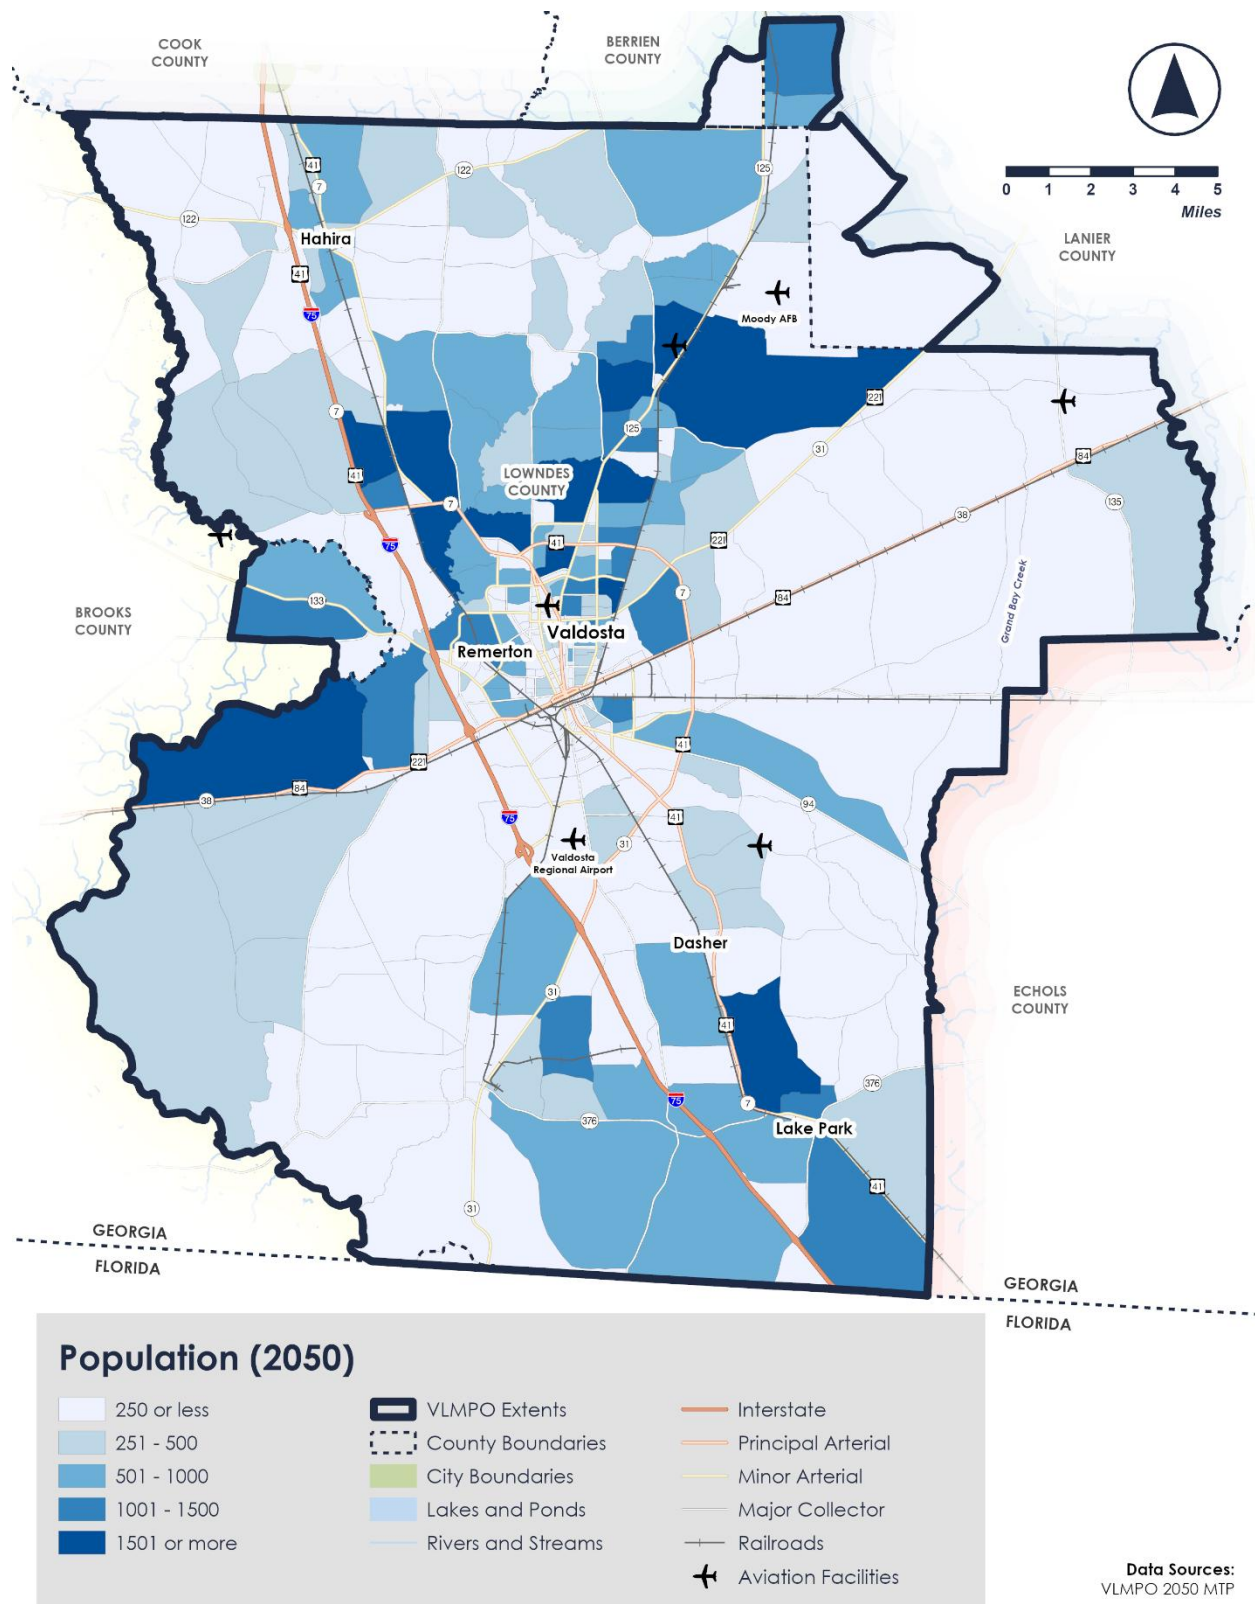 COOK
COUNTY
BERRIEN
COUNTY
0 1 2 3 4 5
Miles
41
7
122
125
122
Hahira
LANIER
COUNTY
41
75
Moody AFB
221
7
125
31
84
41
LOWNDES
COUNTY
135
7
38
41
221
75
Grand Bay Creek
7
84
133
BROOKS
COUNTY
Valdosta
Remerton
41
221
84
38
94
75
41
31
Valdosta
Regional Airport
Dasher
31
ECHOLS
COUNTY
41
376
75
7
376
Lake Park
41
31
GEORGIA
FLORIDA
GEORGIA
FLORIDA
Population (2050)
250 or less
251 - 500
501 - 1000
1001 - 1500
1501 or more
VLMPO Extents
County Boundaries
City Boundaries
Lakes and Ponds
Rivers and Streams
Interstate
Principal Arterial
Minor Arterial
Major Collector
Railroads
Aviation Facilities
Data Sources:
VLMPO 2050 MTP